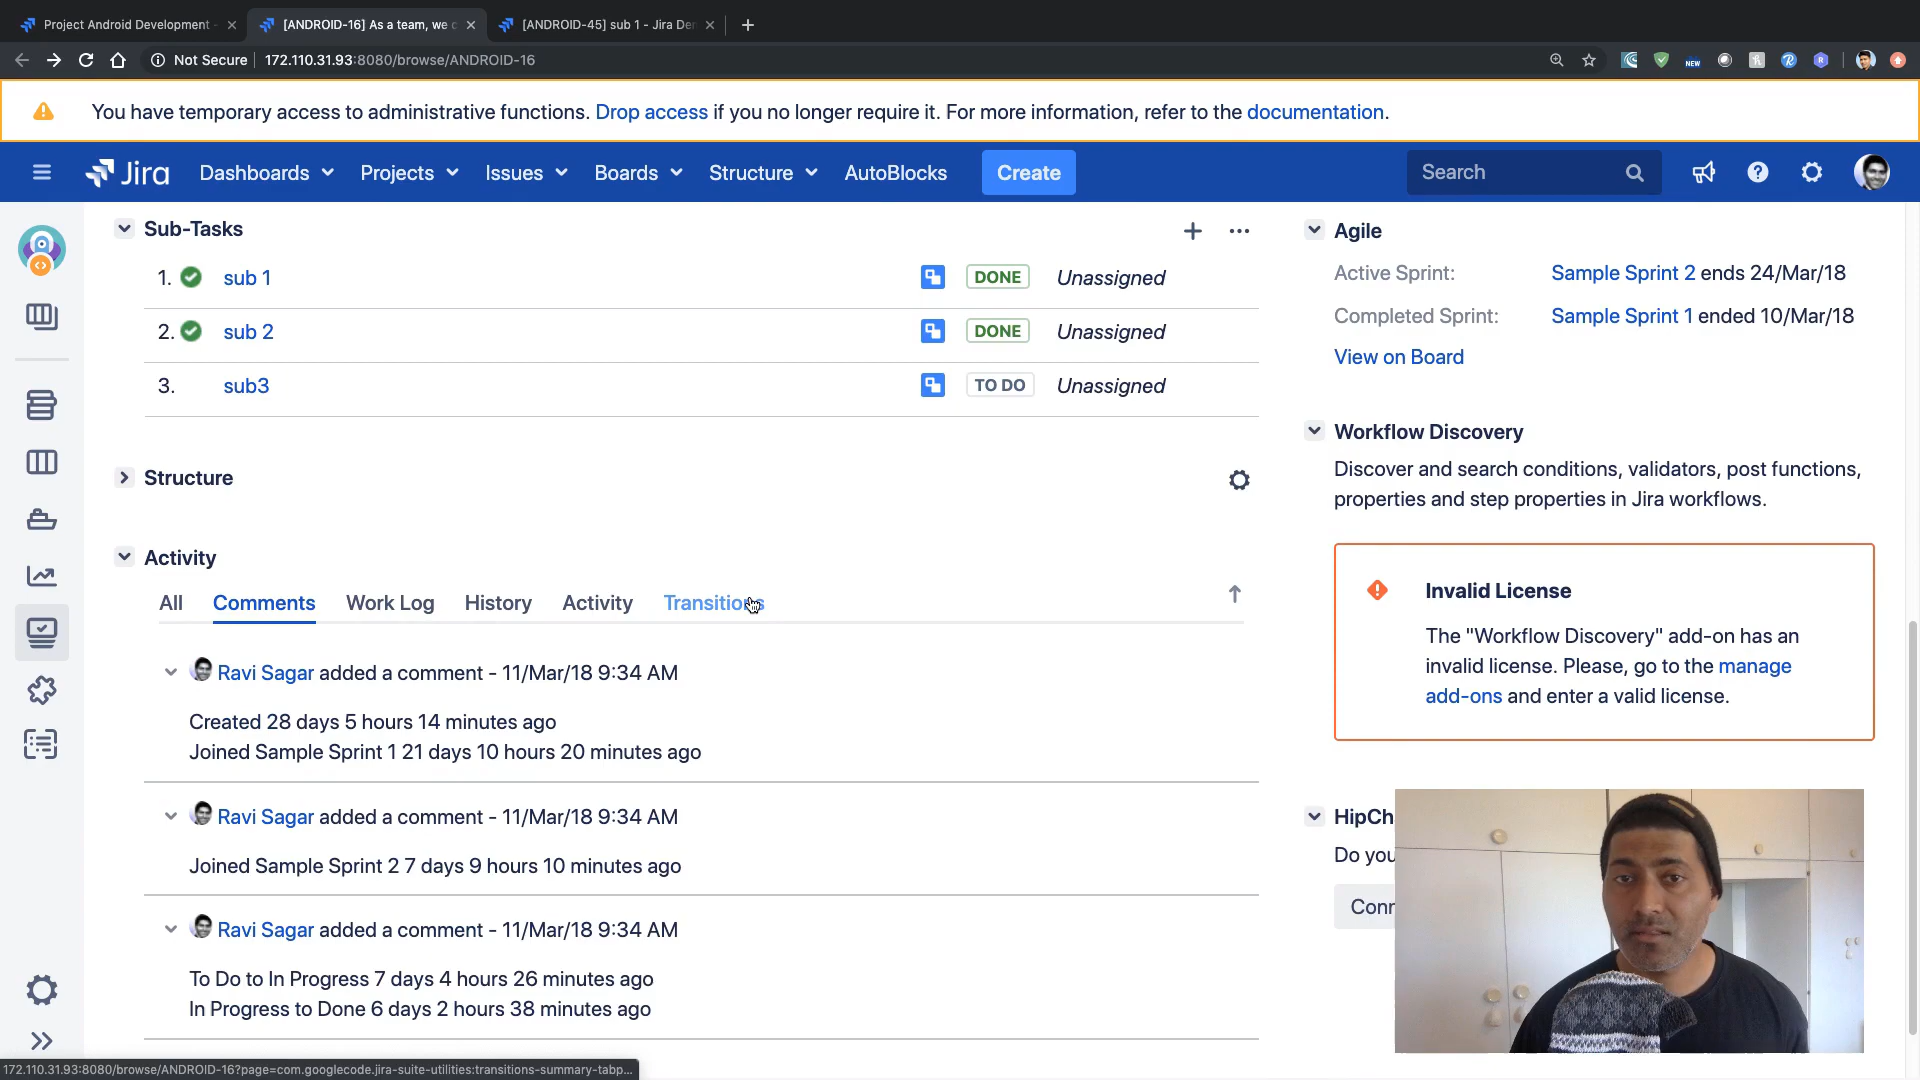 Project Android Development -
[ANDROID-16] As a team, we c
[ANDROID-45] sub 1 - Jira Der
Not Secure
172.110.31.93:8080/browse/ANDROID-16
NEW
You have temporary access to administrative functions. Drop access if you no longer require it. For more information, refer to the documentation.
Jira
Dashboards
Projects
Issues
Boards
Structure
AutoBlocks
Create
Search
Sub-Tasks
1. sub 1 DONE Unassigned
2. sub 2 DONE Unassigned
3. sub3 TO DO Unassigned
Structure
Activity
All Comments Work Log History Activity Transitions
Ravi Sagar added a comment - 11/Mar/18 9:34 AM
Created 28 days 5 hours 14 minutes ago
Joined Sample Sprint 1 21 days 10 hours 20 minutes ago
Ravi Sagar added a comment - 11/Mar/18 9:34 AM
Joined Sample Sprint 2 7 days 9 hours 10 minutes ago
Ravi Sagar added a comment - 11/Mar/18 9:34 AM
To Do to In Progress 7 days 4 hours 26 minutes ago
In Progress to Done 6 days 2 hours 38 minutes ago
Agile
Active Sprint: Sample Sprint 2 ends 24/Mar/18
Completed Sprint: Sample Sprint 1 ended 10/Mar/18
View on Board
Workflow Discovery
Discover and search conditions, validators, post functions,
properties and step properties in Jira workflows.
Invalid License
The "Workflow Discovery" add-on has an
invalid license. Please, go to the manage
add-ons and enter a valid license.
HipCh
Do you
Conn
172.110.31.93:8080/browse/ANDROID-16?page=com.googlecode.jira-suite-utilities:transitions-summary-tabp...